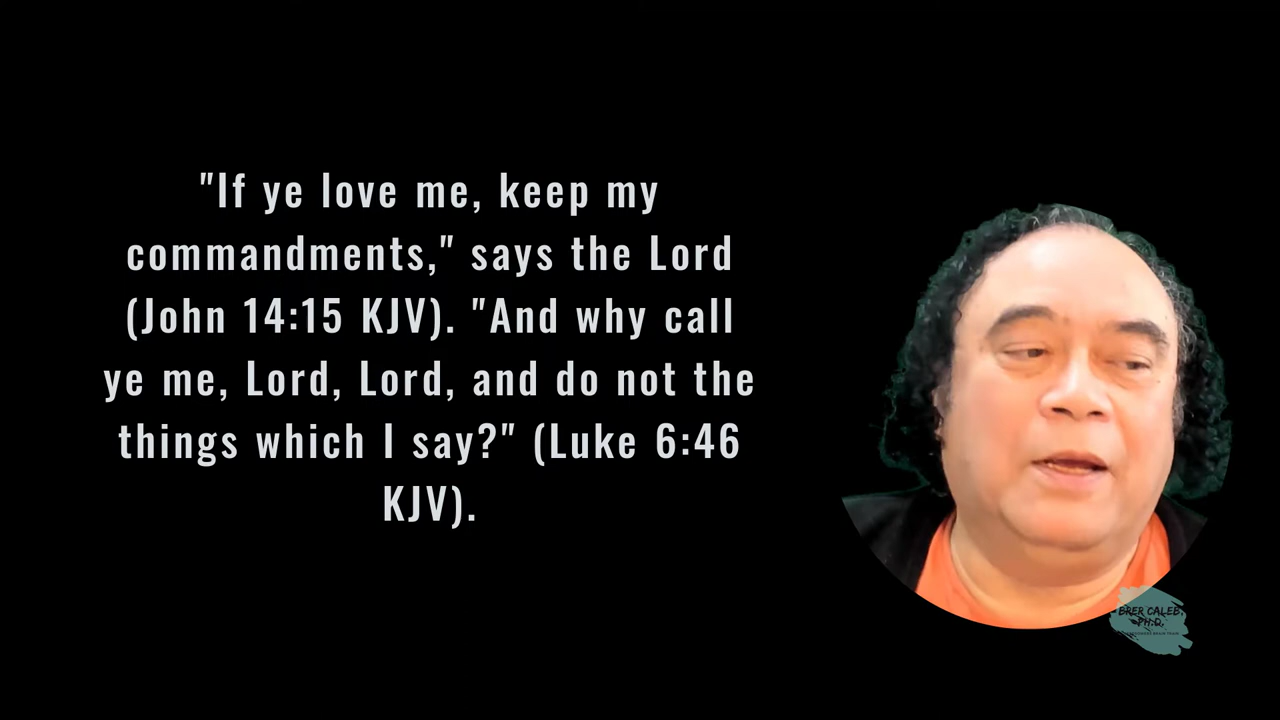 "If ye love me, keep my
commandments," says the Lord
(John 14:15 KJV). "And why call
ye me, Lord, Lord, and do not the
things which I say?" (Luke 6:46
KJV).
BRER CALEB,
PH.D.